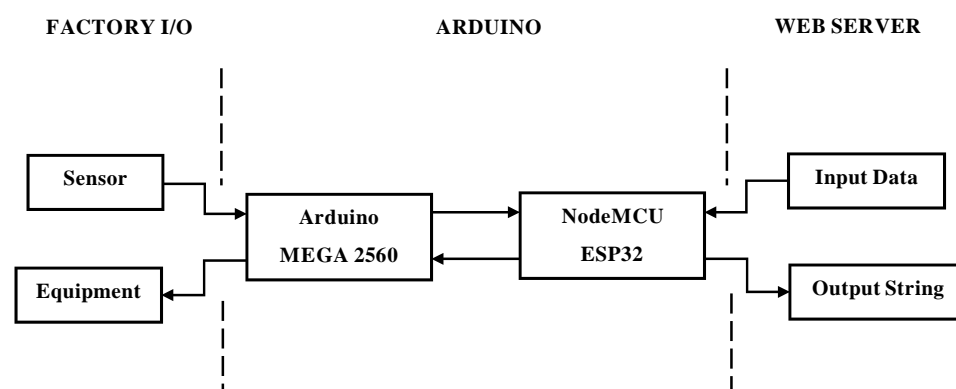 FACTORY I/O
ARDUINO
WEB SERVER
Sensor
Equipment
Arduino
MEGA 2560
NodeMCU
ESP32
Input Data
Output String